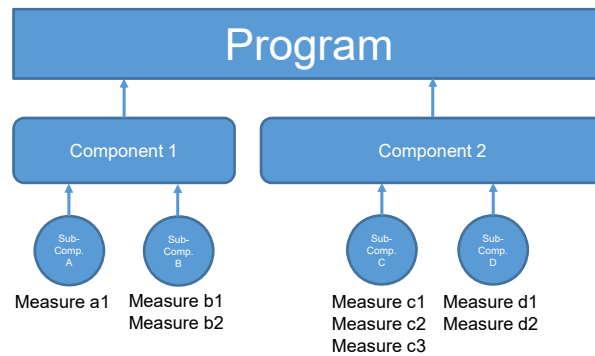 Program
Component 1
Component 2
Sub-
Comp.
A
Sub-
Comp.
B
Sub-
Comp.
C
Sub-
Comp.
D
Measure a1
Measure b1
Measure b2
Measure c1
Measure c2
Measure c3
Measure d1
Measure d2